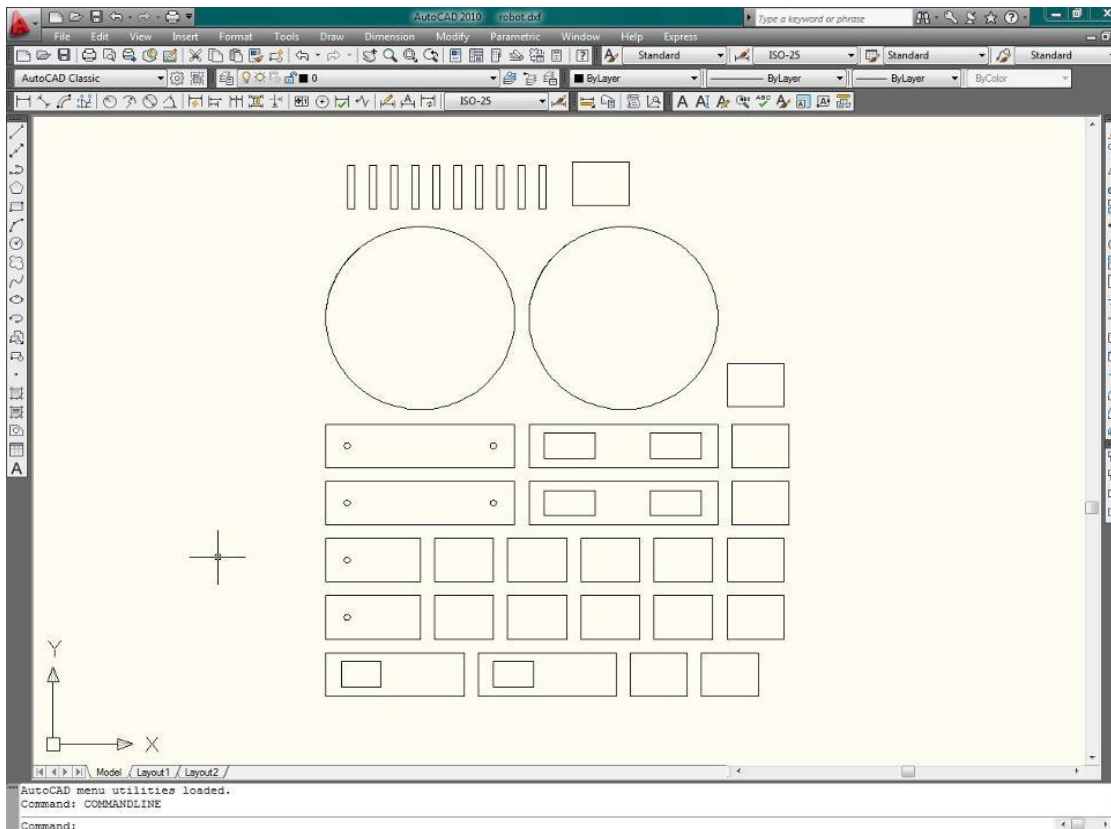 AutoCAD 2010 robot.dxf Type a keyword or phrase
File Edit View Insert Format Tools Draw Dimension Modify Parametric Window Help Express
Standard ISO-25 Standard Standard
AutoCAD Classic 0 ByLayer ByLayer ByLayer ByColor
ISO-25
A
Y
X
Model Layout1 Layout2
AutoCAD menu utilities loaded.
Command: COMMANDLINE
Command: